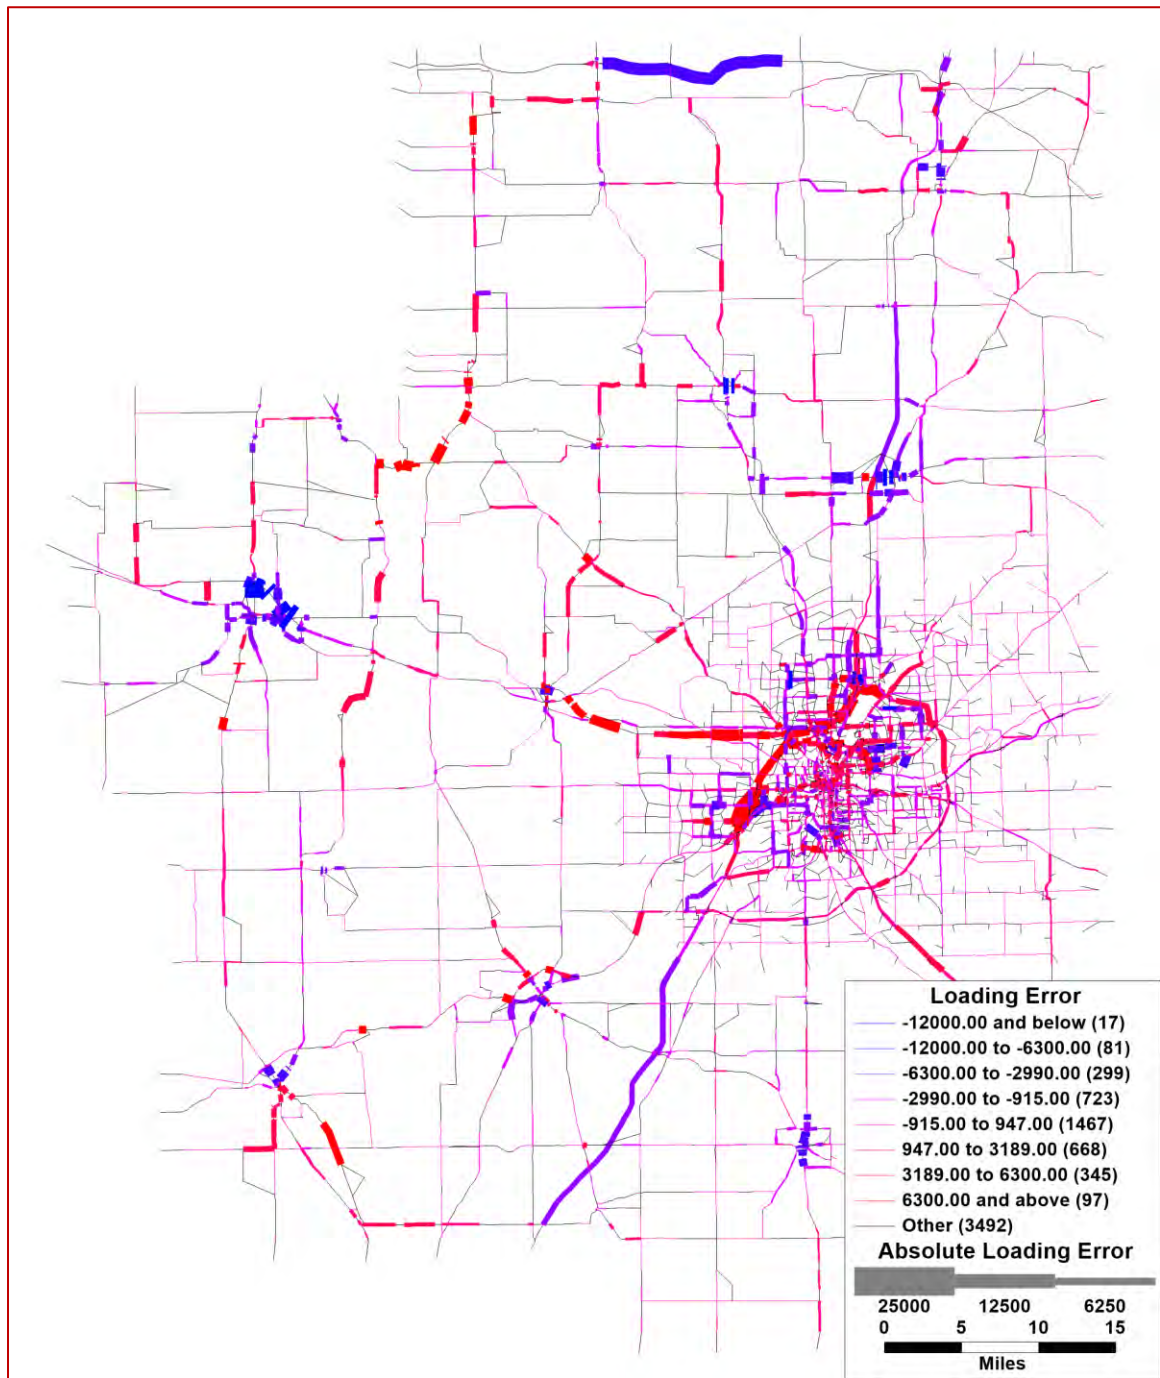 Loading Error
-12000.00 and below (17)
-12000.00 to -6300.00 (81)
-6300.00 to -2990.00 (299)
-2990.00 to -915.00 (723)
-915.00 to 947.00 (1467)
947.00 to 3189.00 (668)
3189.00 to 6300.00 (345)
6300.00 and above (97)
Other (3492)
Absolute Loading Error
25000 12500 6250
0 5 10 15
Miles